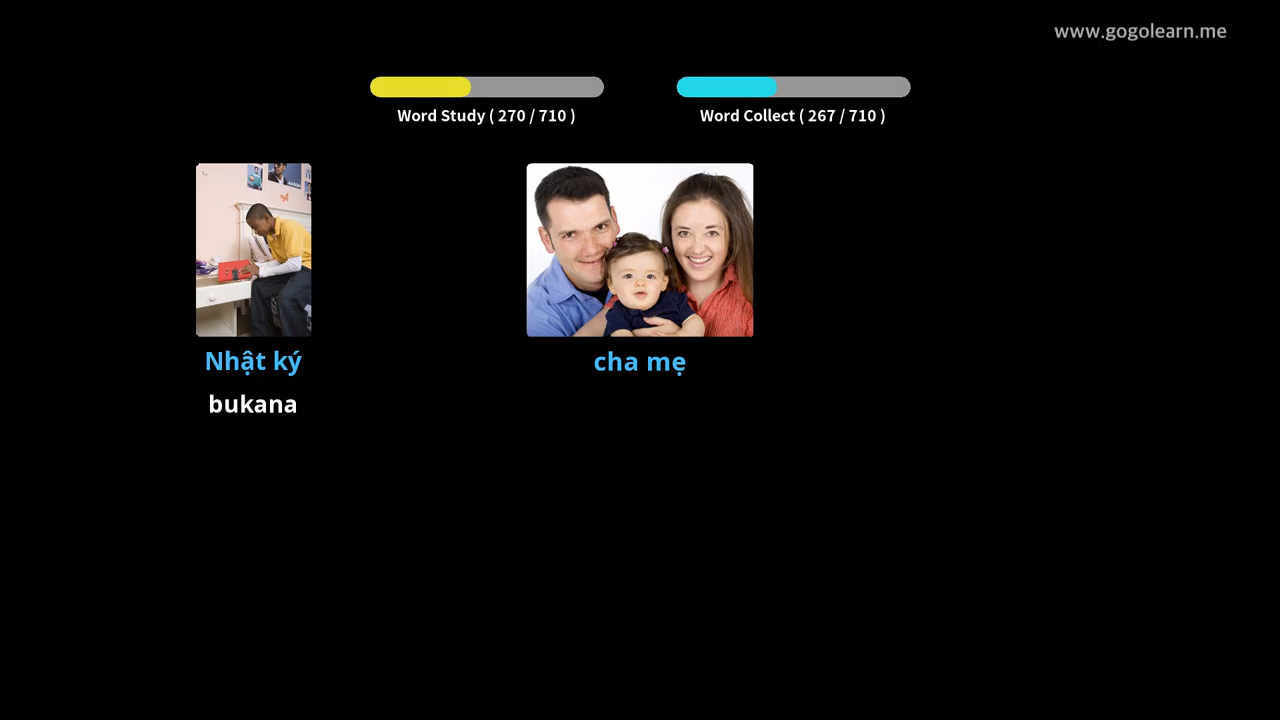 www.gogolearn.me
Word Study ( 270 / 710 )
Word Collect ( 267 / 710 )
Nhật ký
bukana
cha mẹ